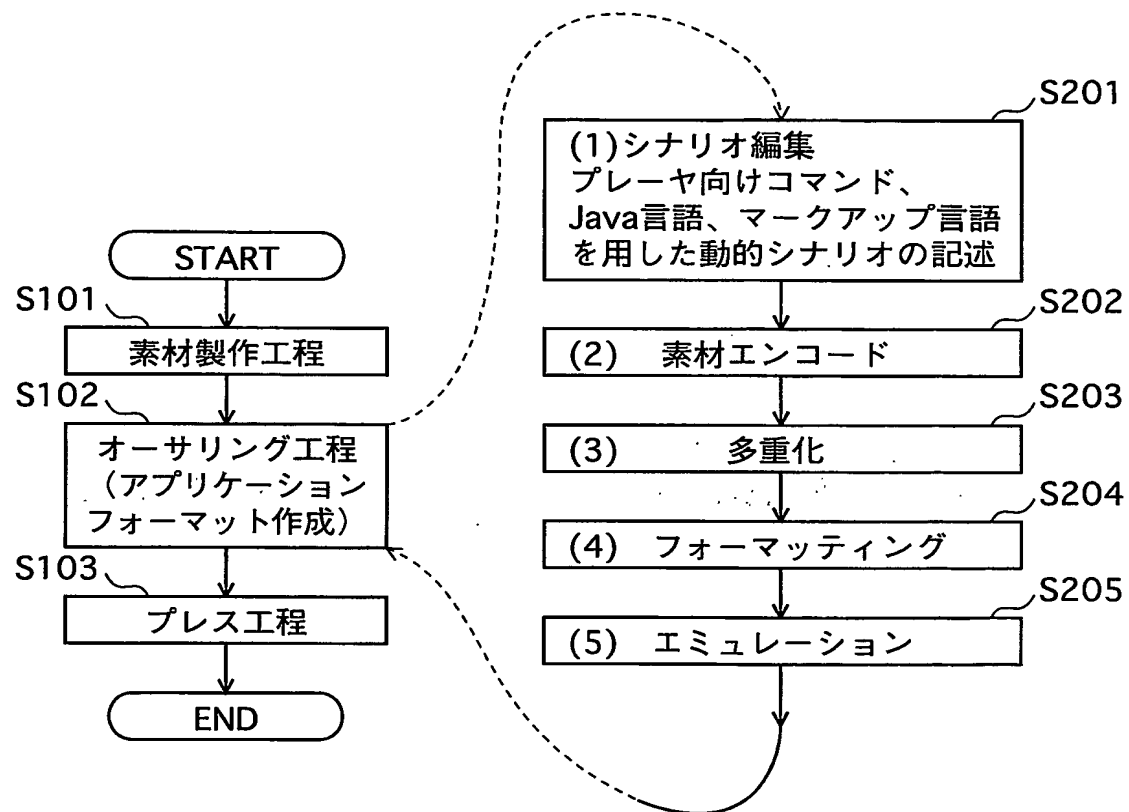 START
S101
素材製作工程
S102
オーサリング工程
（アプリケーション
フォーマット作成）
S103
プレス工程
END
S201
(1)シナリオ編集
プレーヤ向けコマンド、
Java言語、マークアップ言語
を用した動的シナリオの記述
S202
(2) 素材エンコード
S203
(3) 多重化
S204
(4) フォーマッティング
S205
(5) エミュレーション